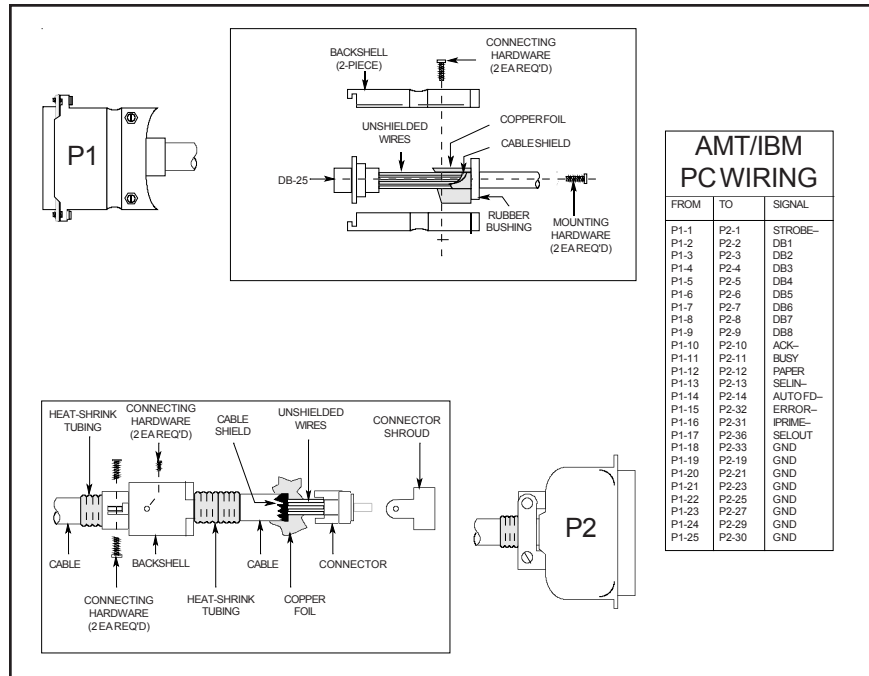 P1
BACKSHELL
(2-PIECE)
CONNECTING
HARDWARE
(2 EA REQ'D)
UNSHIELDED
WIRES
COPPER FOIL
CABLE SHIELD
DB-25
RUBBER
BUSHING
MOUNTING
HARDWARE
(2 EA REQ'D)
AMT/IBM
PC WIRING
FROM TO SIGNAL
P1-1 P2-1 STROBE–
P1-2 P2-2 DB1
P1-3 P2-3 DB2
P1-4 P2-4 DB3
P1-5 P2-5 DB4
P1-6 P2-6 DB5
P1-7 P2-7 DB6
P1-8 P2-8 DB7
P1-9 P2-9 DB8
P1-10 P2-10 ACK–
P1-11 P2-11 BUSY
P1-12 P2-12 PAPER
P1-13 P2-13 SELIN–
P1-14 P2-14 AUTO FD–
P1-15 P2-32 ERROR–
P1-16 P2-31 IPRIME–
P1-17 P2-36 SELOUT
P1-18 P2-33 GND
P1-19 P2-19 GND
P1-20 P2-21 GND
P1-21 P2-23 GND
P1-22 P2-25 GND
P1-23 P2-27 GND
P1-24 P2-29 GND
P1-25 P2-30 GND
HEAT-SHRINK
TUBING
CONNECTING
HARDWARE
(2 EA REQ'D)
CABLE
SHIELD
UNSHIELDED
WIRES
CONNECTOR
SHROUD
CABLE
BACKSHELL
CABLE
CONNECTOR
CONNECTING
HARDWARE
(2 EA REQ'D)
HEAT-SHRINK
TUBING
COPPER
FOIL
P2